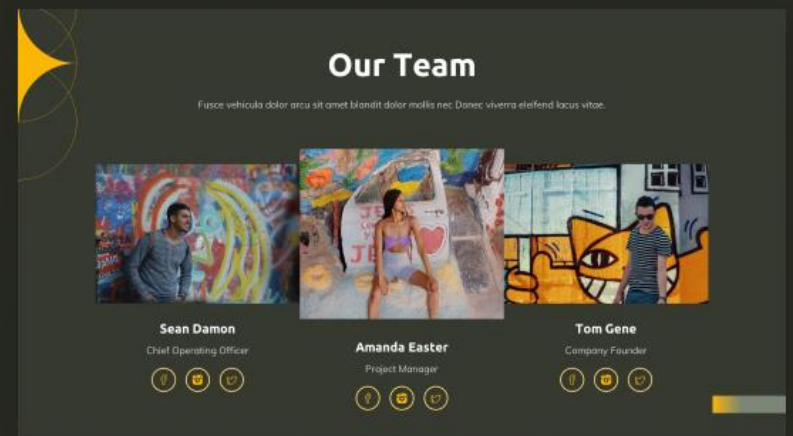 Our Team
Fusce vehicula dolor arcu sit amet blandit dolor mollis nec Donec viverra eleifend lacus vitae.
Sean Damon
Chief Operating Officer
Amanda Easter
Project Manager
Tom Gene
Company Founder